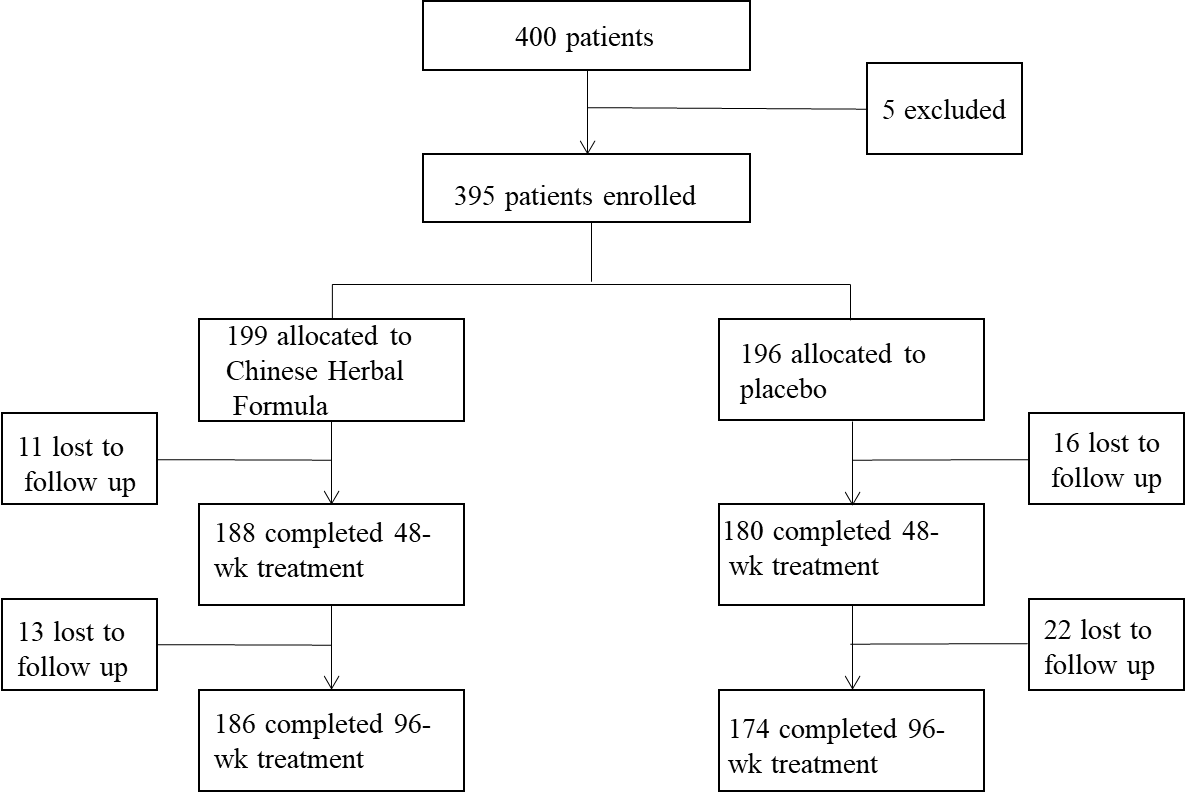 400 patients
5 excluded
395 patients enrolled
199 allocated to
Chinese Herbal
Formula
196 allocated to
placebo
11 lost to
follow up
16 lost to
follow up
188 completed 48-
wk treatment
180 completed 48-
wk treatment
13 lost to
follow up
22 lost to
follow up
186 completed 96-
wk treatment
174 completed 96-
wk treatment